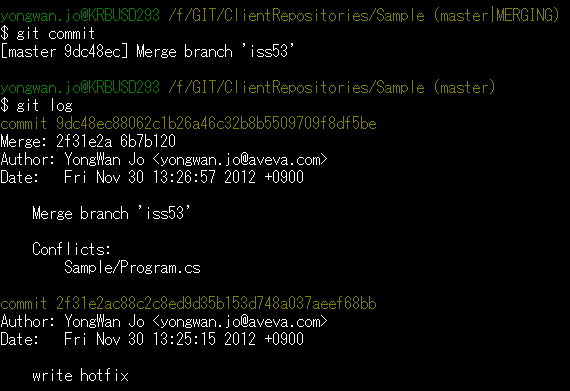 yongwan.jo@KRBUSD293 /f/GIT/ClientRepositories/Sample (master|MERGING)
$ git commit
[master 9dc48ec] Merge branch 'iss53'
yongwan.jo@KRBUSD293 /f/GIT/ClientRepositories/Sample (master)
$ git log
commit 9dc48ec88062c1b26a46c32b8b5509709f8df5be
Merge: 2f31e2a 6b7b120
Author: YongWan Jo <yongwan.jo@aveva.com>
Date:   Fri Nov 30 13:26:57 2012 +0900
    Merge branch 'iss53'
    Conflicts:
        Sample/Program.cs
commit 2f31e2ac88c2c8ed9d35b153d748a037aeef68bb
Author: YongWan Jo <yongwan.jo@aveva.com>
Date:   Fri Nov 30 13:25:15 2012 +0900
    write hotfix